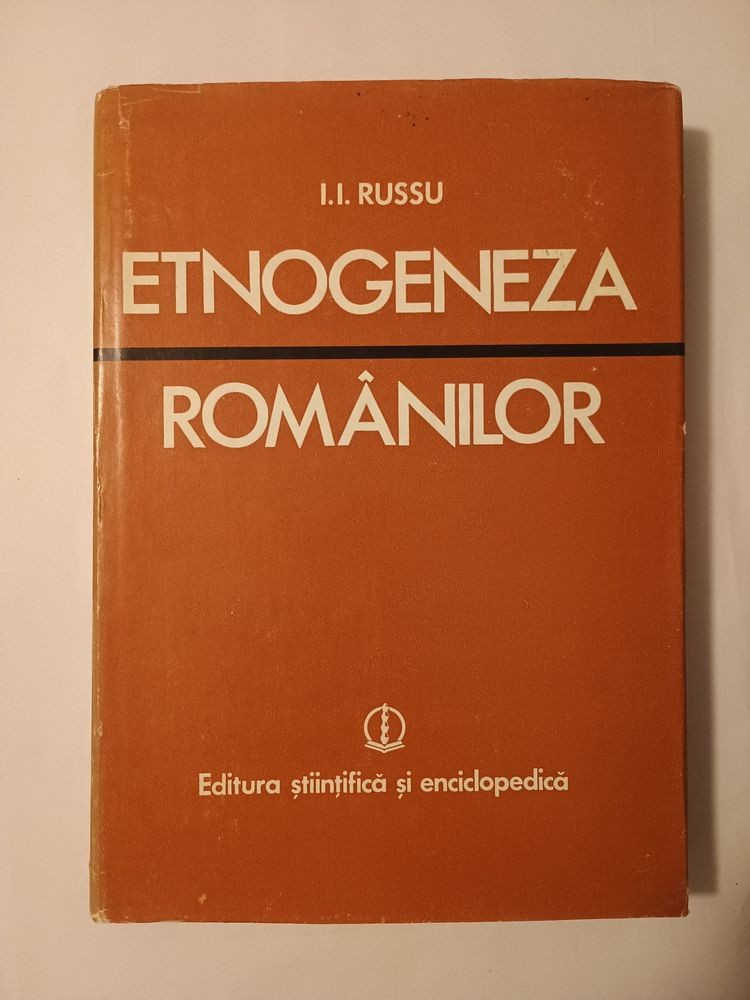 I.I. RUSSU
ETNOGENEZA
ROMÂNILOR
Editura științifică și enciclopedică